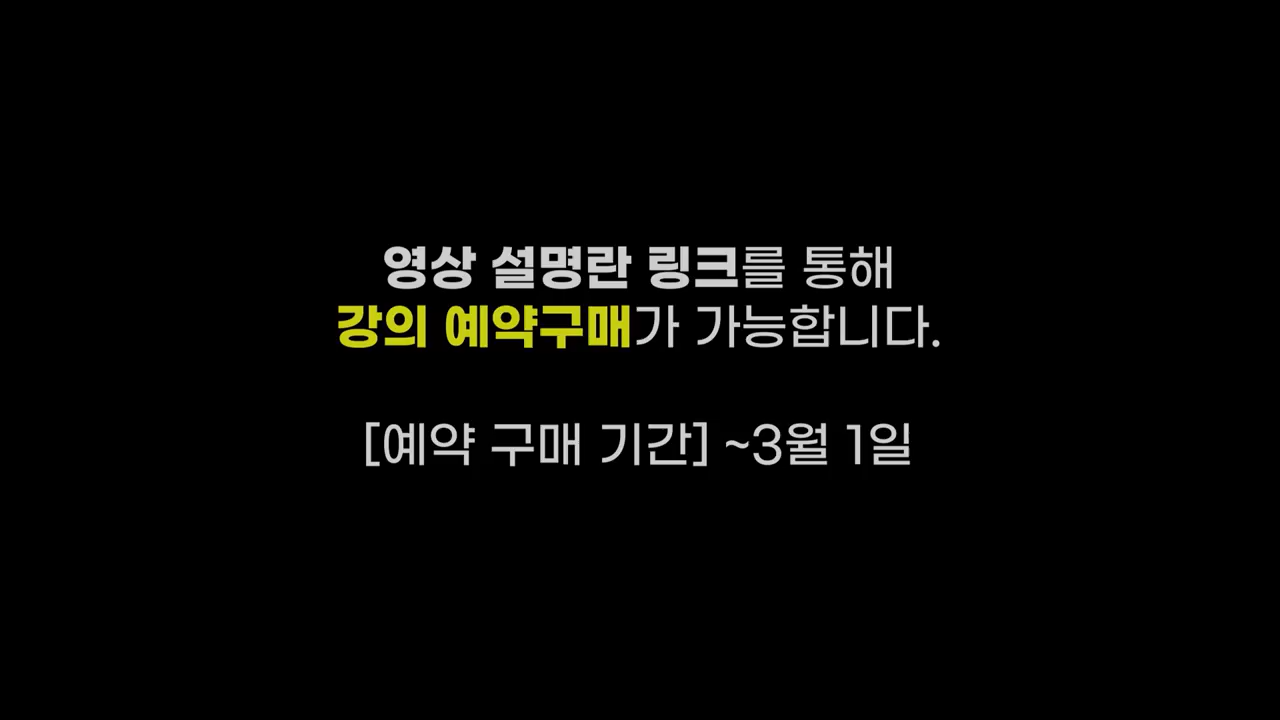 영상 설명란 링크를 통해
강의 예약구매가 가능합니다.
[예약 구매 기간] ~3월 1일